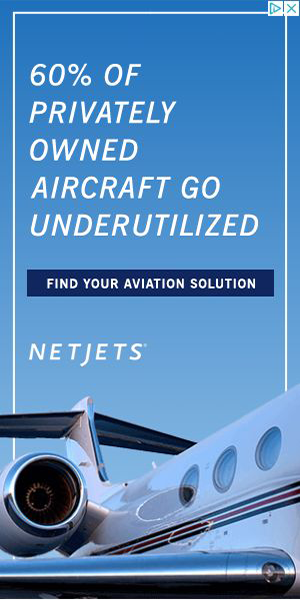 60% OF
PRIVATELY
OWNED
AIRCRAFT GO
UNDERUTILIZED
FIND YOUR AVIATION SOLUTION
NETJETS®